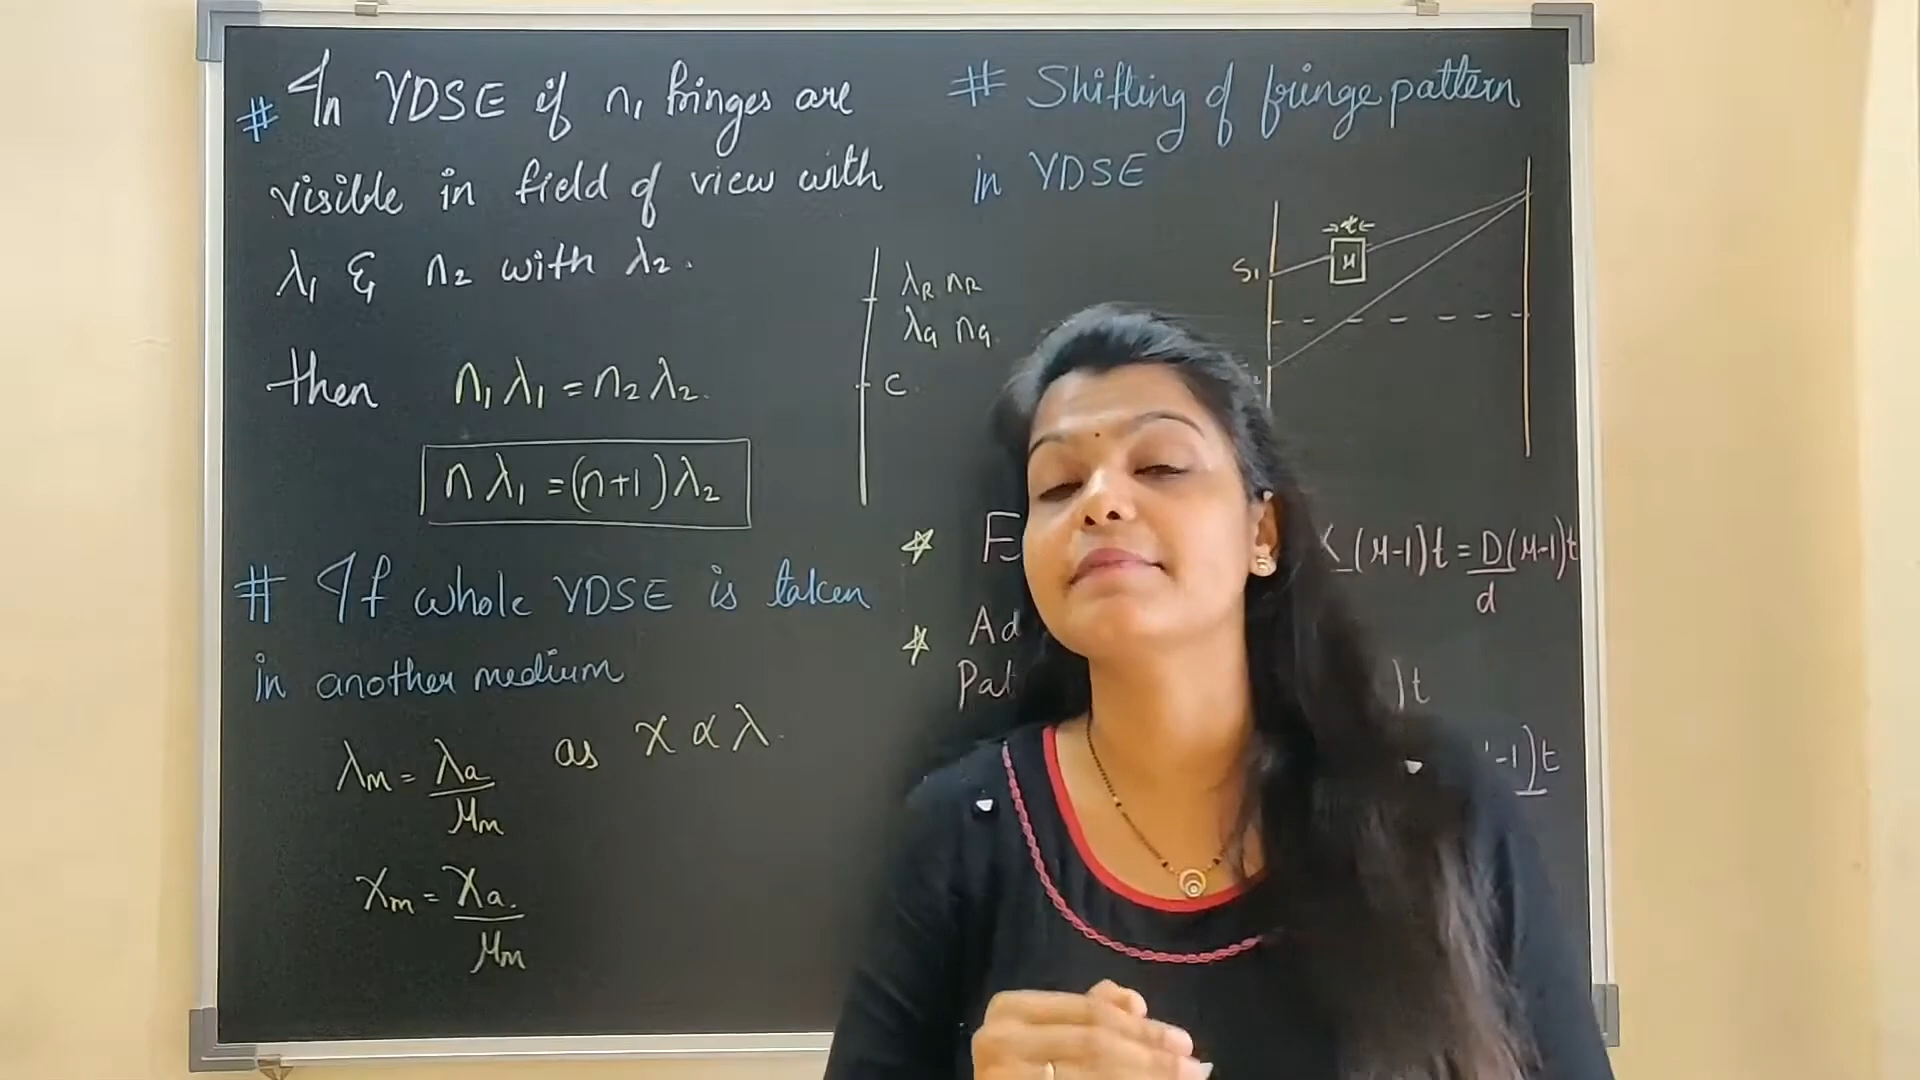 # In YDSE if n₁ fringes are
visible in field of view with
λ₁ & n₂ with λ₂.
then n₁λ₁ = n₂λ₂.
nλ₁ = (n+1)λ₂
# If whole YDSE is taken
in another medium
λm = λa / μm as X ∝ λ
Xm = Xa. / μm
λR nR
λG nG
C
# Shifting of fringe pattern
in YDSE
t
S₁ μ
(μ-1)t = D(μ-1)t / d
Ad
Pat )t
-1)t